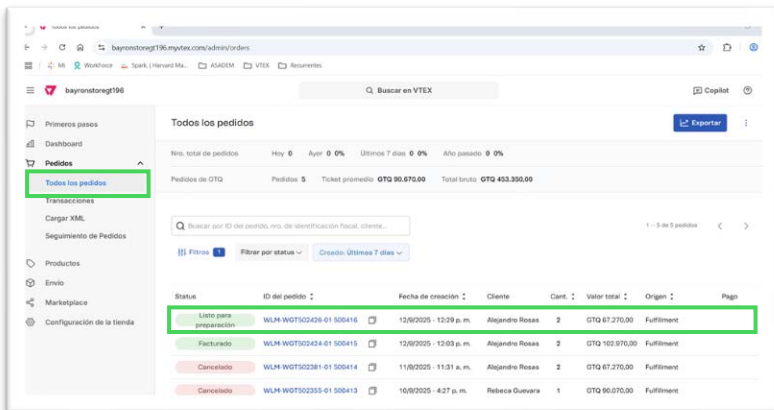 Todos los pedidos
bayronstoregt196.myvtex.com/admin/orders
Mi Workforce Spark | Harvard Ma... ASADEM VTEX Recurrentes
bayronstoregt196 Buscar en VTEX Copilot
Primeros pasos
Dashboard
Pedidos
Todos los pedidos
Transacciones
Cargar XML
Seguimiento de Pedidos
Productos
Envío
Marketplace
Configuración de la tienda
Todos los pedidos Exportar
Nro. total de pedidos Hoy 0 Ayer 0 0% Últimos 7 días 0 0% Año pasado 0 0%
Pedidos de GTQ Pedidos 5 Ticket promedio GTQ 90.670,00 Total bruto GTQ 453.350,00
Buscar por ID del pedido, nro. de identificación fiscal, cliente... 1 – 5 de 5 pedidos
Filtros 1 Filtrar por status Creado: Últimos 7 días
Status ID del pedido Fecha de creación Cliente Cant. Valor total Origen Pago
Listo para preparación WLM-WGT502426-01 500416 12/9/2025 - 12:29 p. m. Alejandro Rosas 2 GTQ 67.270,00 Fulfillment
Facturado WLM-WGT502424-01 500415 12/9/2025 - 12:03 p. m. Alejandro Rosas 2 GTQ 102.970,00 Fulfillment
Cancelado WLM-WGT502381-01 500414 11/9/2025 - 11:31 a. m. Alejandro Rosas 2 GTQ 67.270,00 Fulfillment
Cancelado WLM-WGT502355-01 500413 10/9/2025 - 4:27 p. m. Rebeca Guevara 1 GTQ 90.070,00 Fulfillment